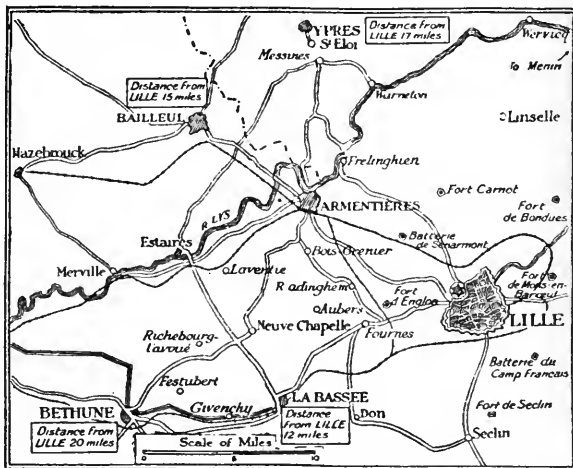 YPRES
St Eloi
Distance from
LILLE 17 miles
Wervicq
To Menin
Messines
Distance from
LILLE 15 miles
BAILLEUL
Warneton
Linselle
Hazebrouck
Frelinghien
Fort Carnot
R. LYS
ARMENTIÈRES
Fort
de Bondues
Batterie
de Senarmont
Estaires
Bois Grenier
Merville
Laventie
Radinghem
Fort
d'Englos
Fort
de Mons-en-
Barœul
Aubers
LILLE
Neuve Chapelle
Fournes
Richebourg-
l'avoué
Batterie du
Camp Français
Festubert
LA BASSÉE
BETHUNE
Givenchy
Distance
from LILLE
12 miles
Don
Fort de Seclin
Distance from
LILLE 20 miles
Scale of Miles
Seclin
0
5
10